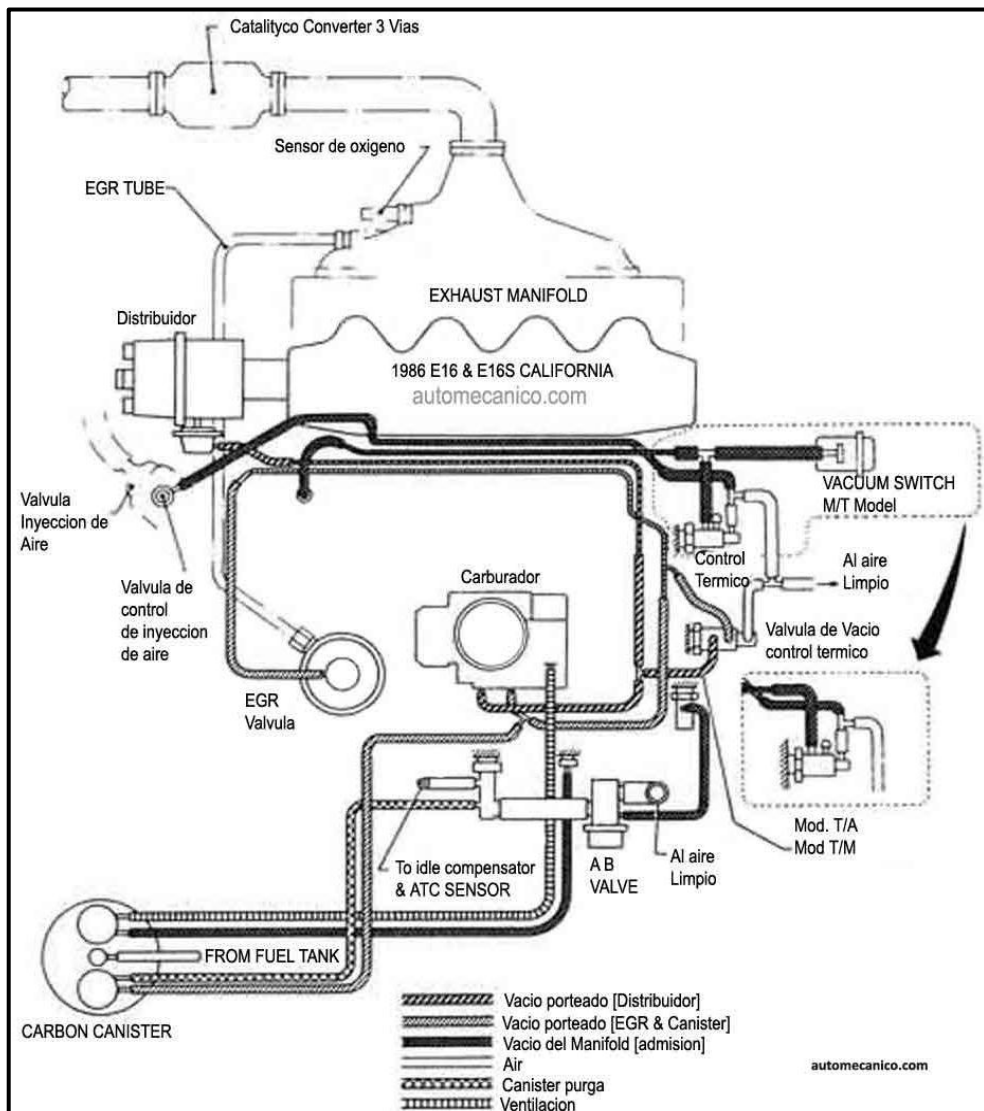 Catalityco Converter 3 Vias
Sensor de oxigeno
EGR TUBE
EXHAUST MANIFOLD
Distribuidor
1986 E16 & E16S CALIFORNIA
automecanico.com
VACUUM SWITCH
M/T Model
Valvula
Inyeccion de
Aire
Control
Termico
Al aire
Limpio
Valvula de
control
de inyeccion
de aire
Carburador
Valvula de Vacio
control termico
EGR
Valvula
Mod. T/A
Mod T/M
To idle compensator
& ATC SENSOR
A B
VALVE
Al aire
Limpio
FROM FUEL TANK
CARBON CANISTER
Vacio porteado [Distribuidor]
Vacio porteado [EGR & Canister]
Vacio del Manifold [admision]
Air
Canister purga
Ventilacion
automecanico.com